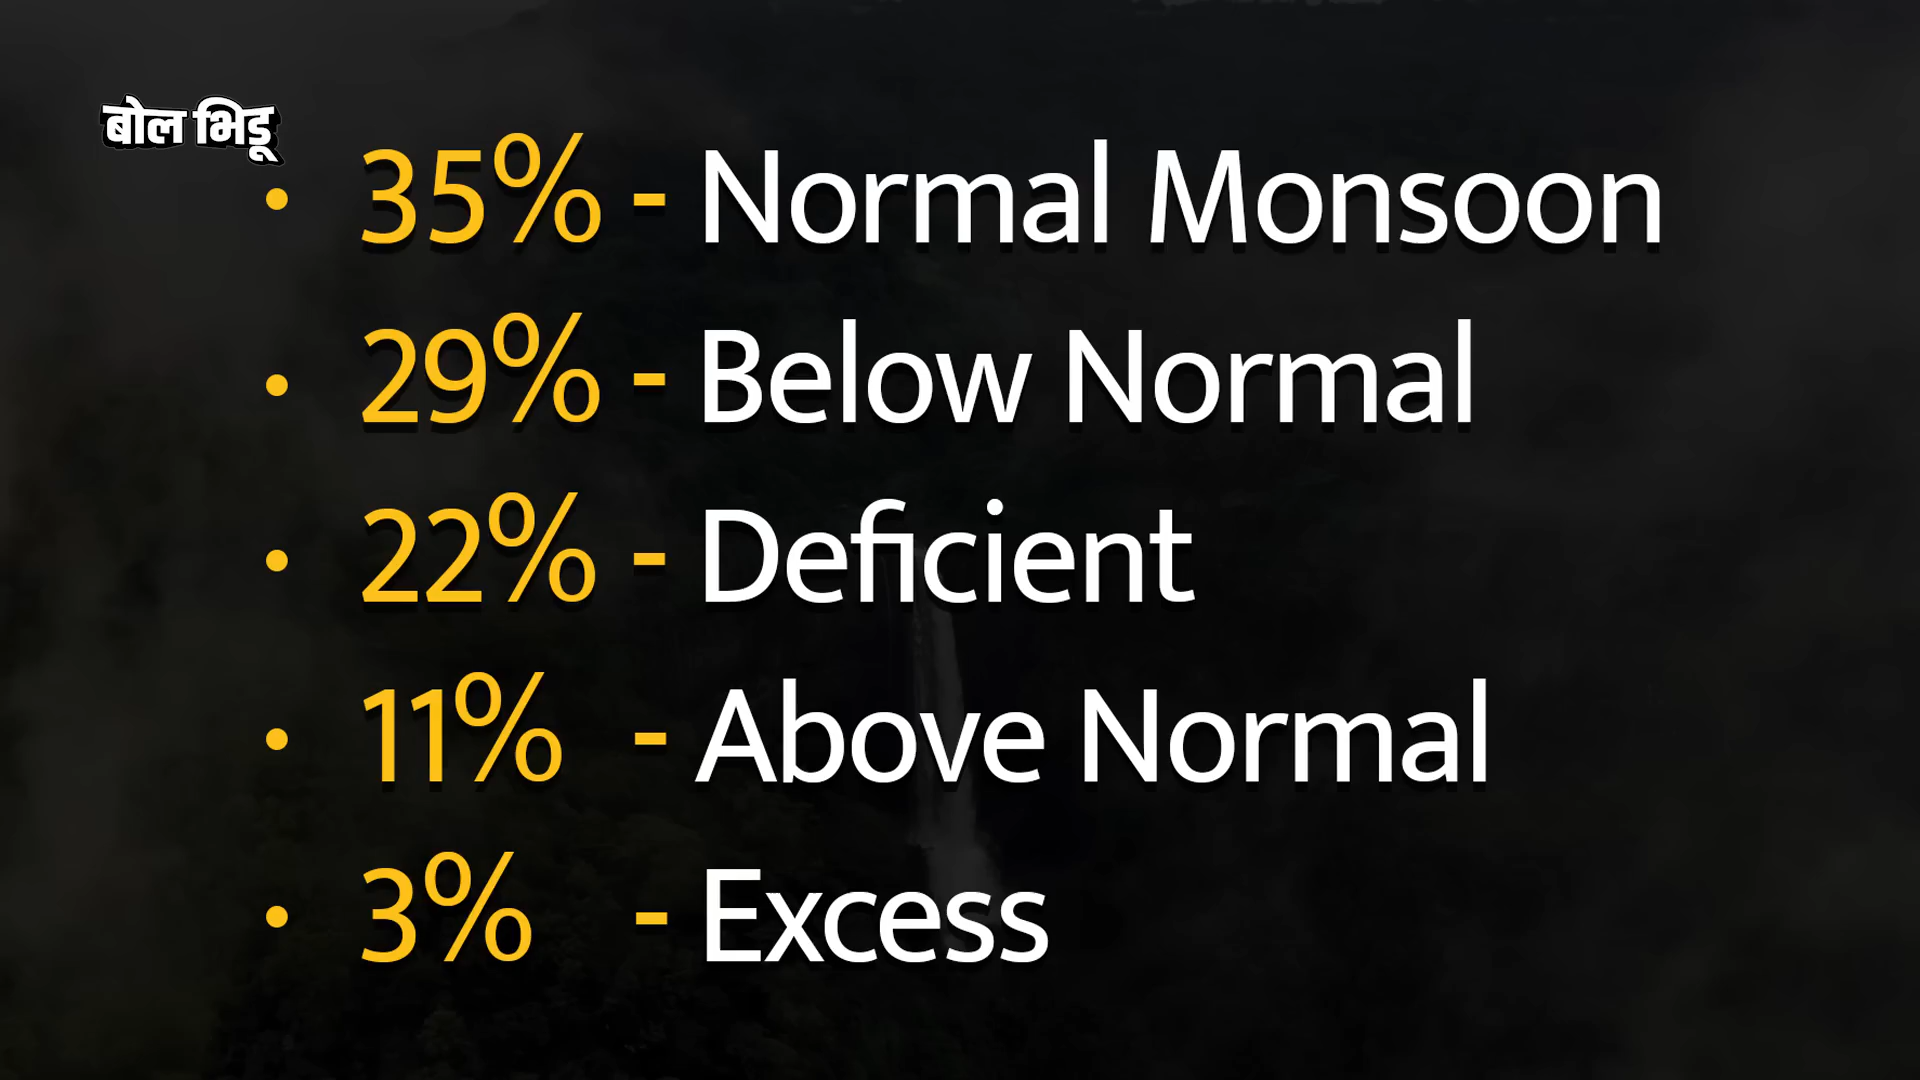 बोल भिडू
• 35% - Normal Monsoon
• 29% - Below Normal
• 22% - Deficient
• 11% - Above Normal
• 3% - Excess